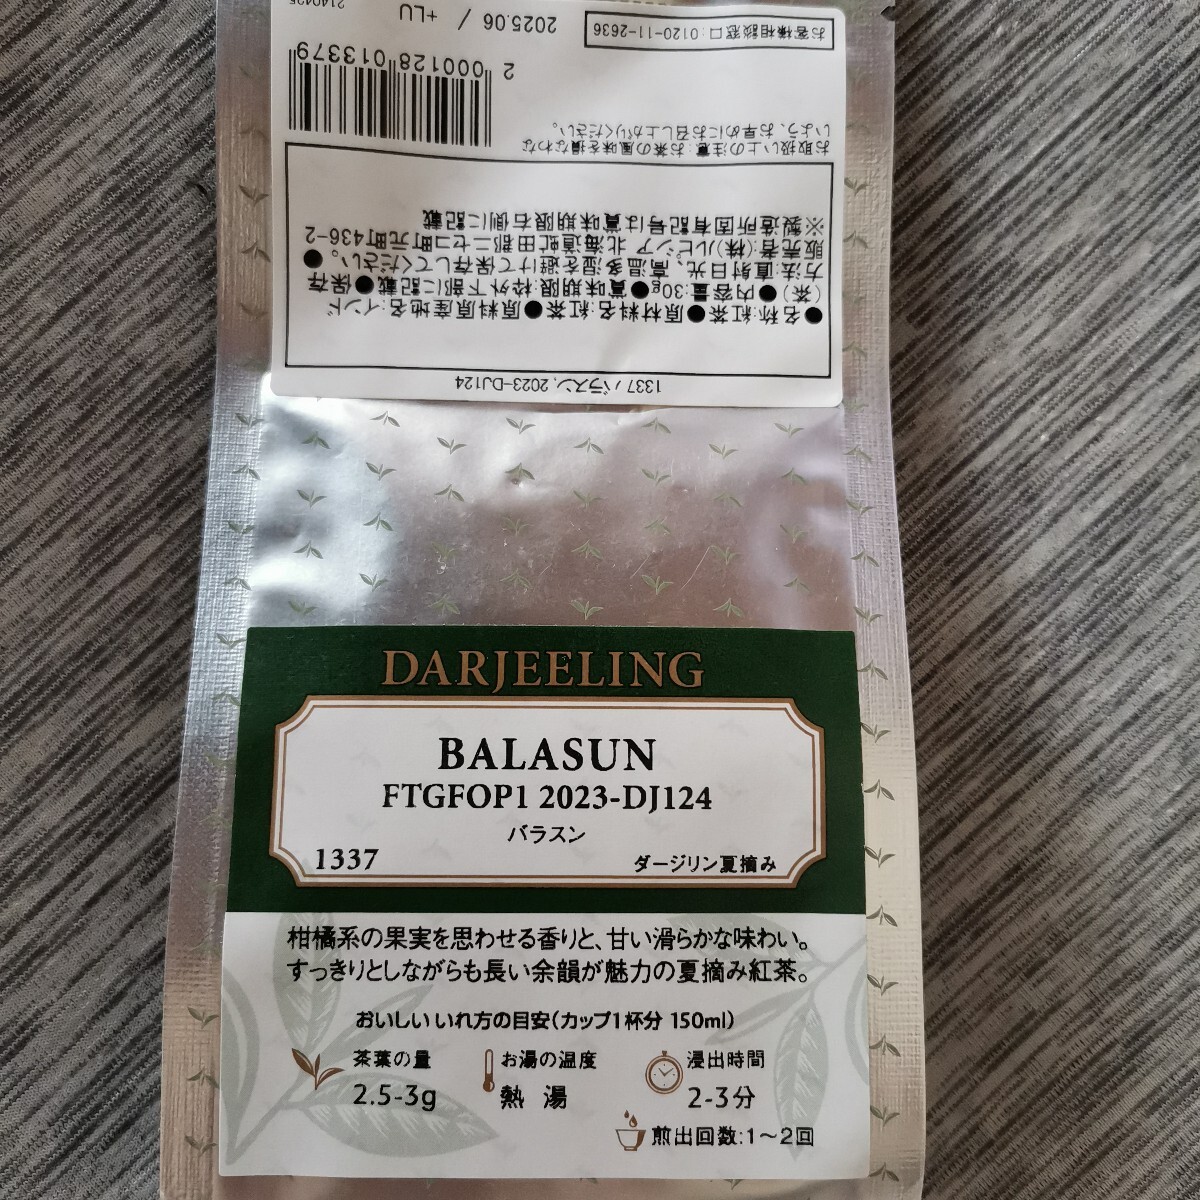 1337 バラスン, 2023-DJ124
●名称:紅茶●原材料名:紅茶●原料原産地名:インド
（茶）●内容量:30g●賞味期限:枠外下部に記載●保存
方法:直射日光、高温多湿を避けて保存してください。●
販売者:(株)ルピシア 北海道虻田郡ニセコ町元町436-2
※製造所固有記号は賞味期限右側に記載
お取扱い上の注意:お茶の風味を損なわな
いよう、お早めにお召し上がりください。
2 000128 013379
お客様相談窓口:0120-11-2636
2025.06 / +LU
DARJEELING
BALASUN
FTGFOP1 2023-DJ124
バラスン
1337
ダージリン夏摘み
柑橘系の果実を思わせる香りと、甘い滑らかな味わい。
すっきりとしながらも長い余韻が魅力の夏摘み紅茶。
おいしいいれ方の目安(カップ1杯分 150ml)
茶葉の量
2.5-3g
お湯の温度
熱湯
浸出時間
2-3分
煎出回数:1～2回